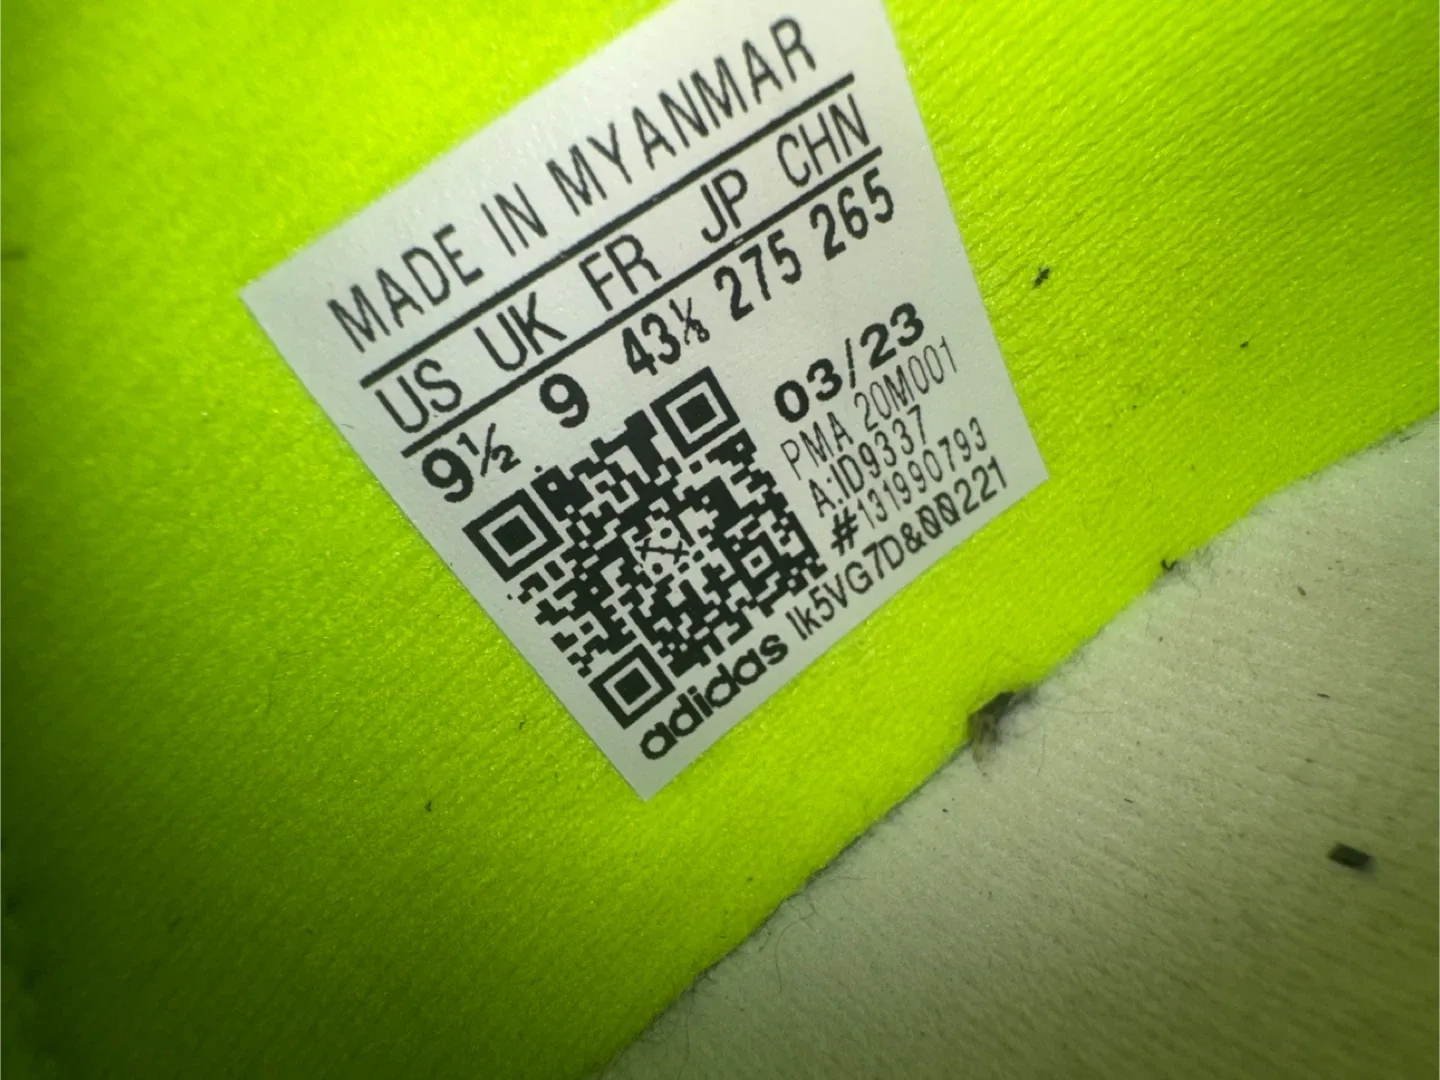 MADE IN MYANMAR
US UK FR JP CHN
9½ 9 43⅓ 275 265
03/23
PMA 20M001
A:ID9337
#131990793
adidas lk5VG7D&00221